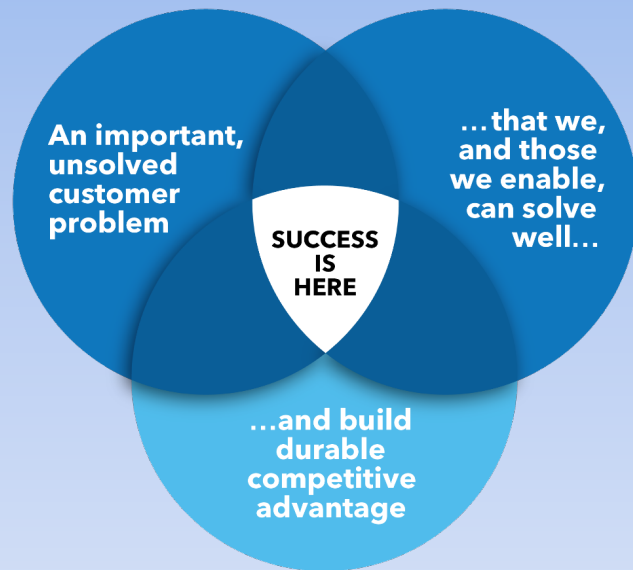 An important,
unsolved
customer
problem
…that we,
and those
we enable,
can solve
well…
SUCCESS
IS
HERE
…and build
durable
competitive
advantage